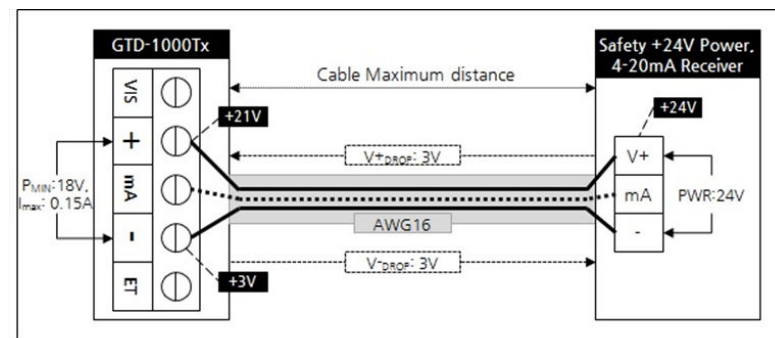 GTD-1000Tx
Safety +24V Power,
4-20mA Receiver
Cable Maximum distance
VIS
+
mA
-
ET
+21V
+24V
V+DROP: 3V
PMIN:18V,
Imax: 0.15A
V+
mA
-
PWR:24V
AWG16
V-DROP: 3V
+3V